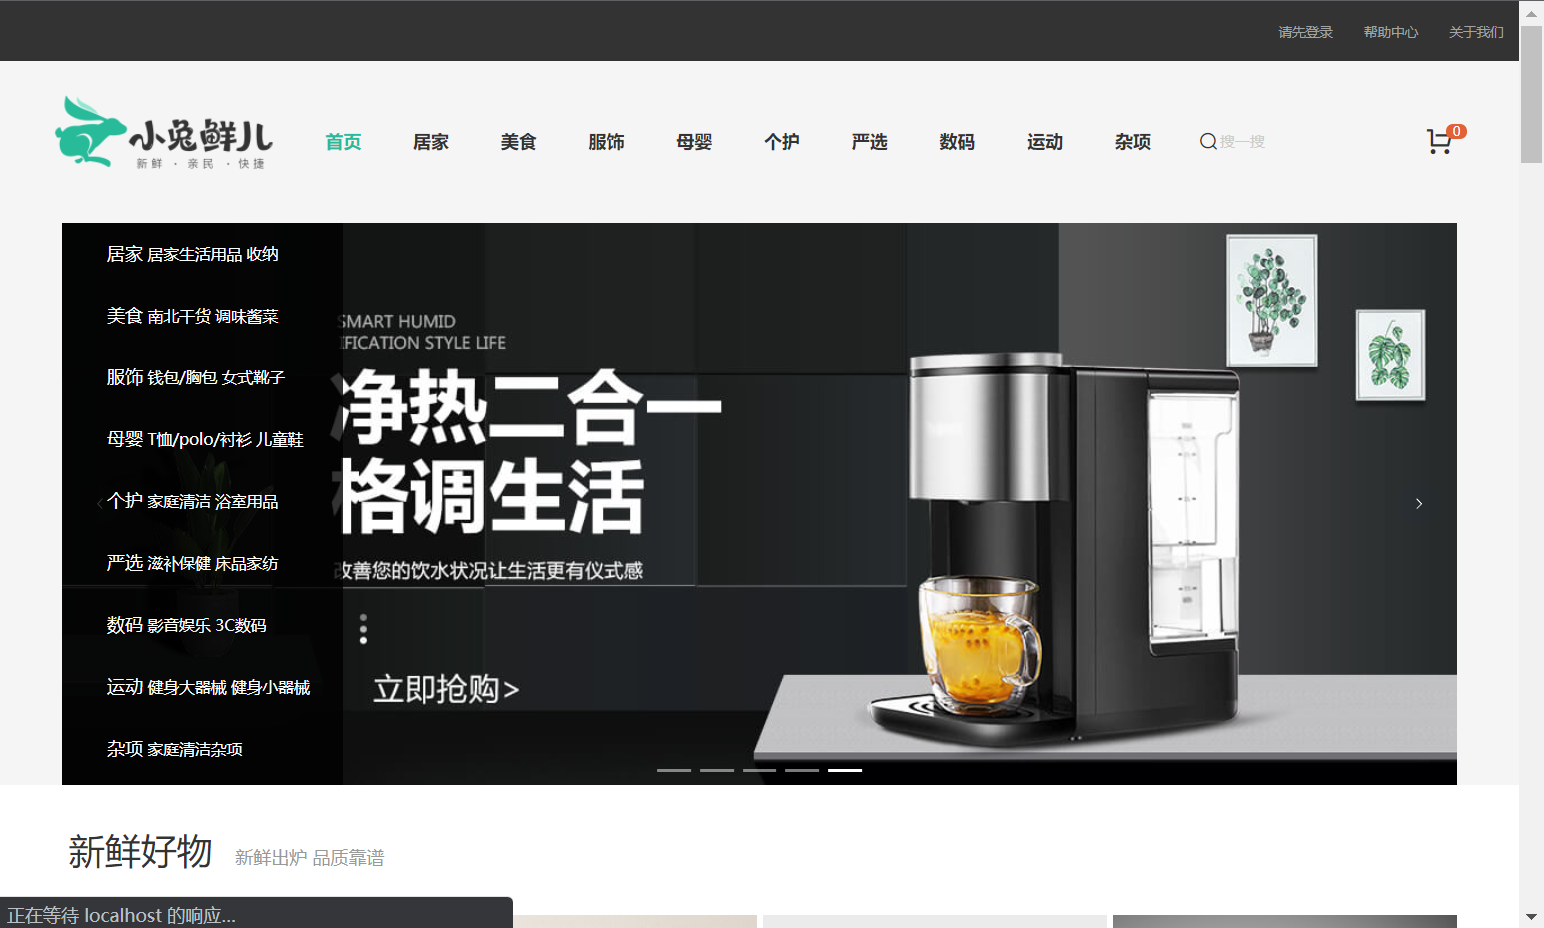 请先登录 帮助中心 关于我们
小兔鲜儿
新鲜 · 亲民 · 快捷
首页 居家 美食 服饰 母婴 个护 严选 数码 运动 杂项 搜一搜 0
居家 居家生活用品 收纳
美食 南北干货 调味酱菜
服饰 钱包/胸包 女式靴子
母婴 T恤/polo/衬衫 儿童鞋
个护 家庭清洁 浴室用品
严选 滋补保健 床品家纺
数码 影音娱乐 3C数码
运动 健身大器械 健身小器械
杂项 家庭清洁杂项
SMART HUMID
IFICATION STYLE LIFE
净热二合一
格调生活
改善您的饮水状况让生活更有仪式感
立即抢购>
新鲜好物 新鲜出炉 品质靠谱
正在等待 localhost 的响应...